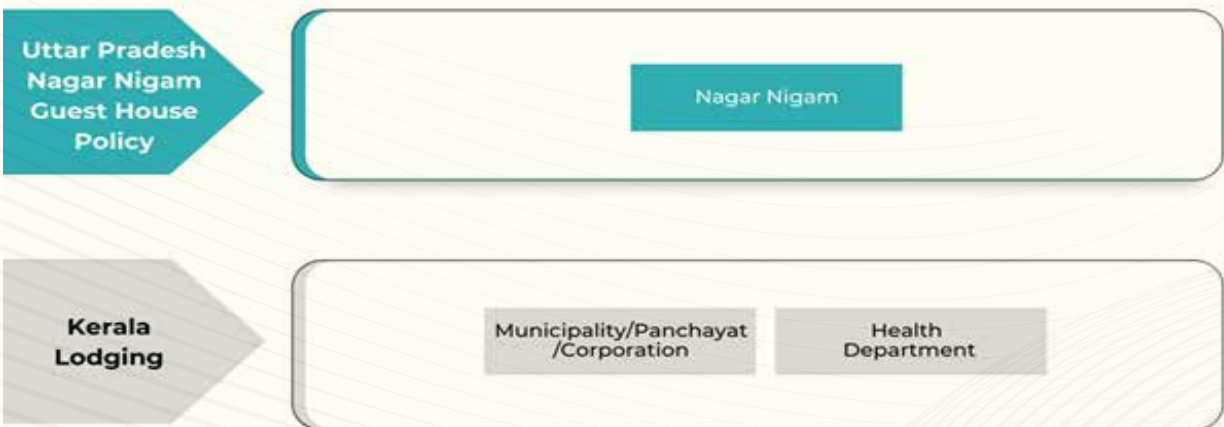 Uttar Pradesh
Nagar Nigam
Guest House
Policy
Nagar Nigam
Kerala
Lodging
Municipality/Panchayat
/Corporation
Health
Department